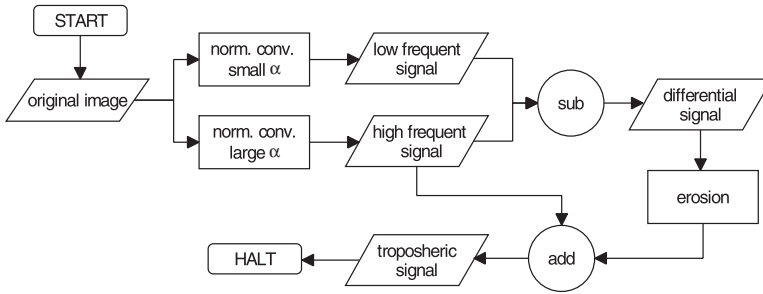 START
original image
norm. conv.
small α
norm. conv.
large α
low frequent
signal
high frequent
signal
sub
differential
signal
erosion
add
troposheric
signal
HALT